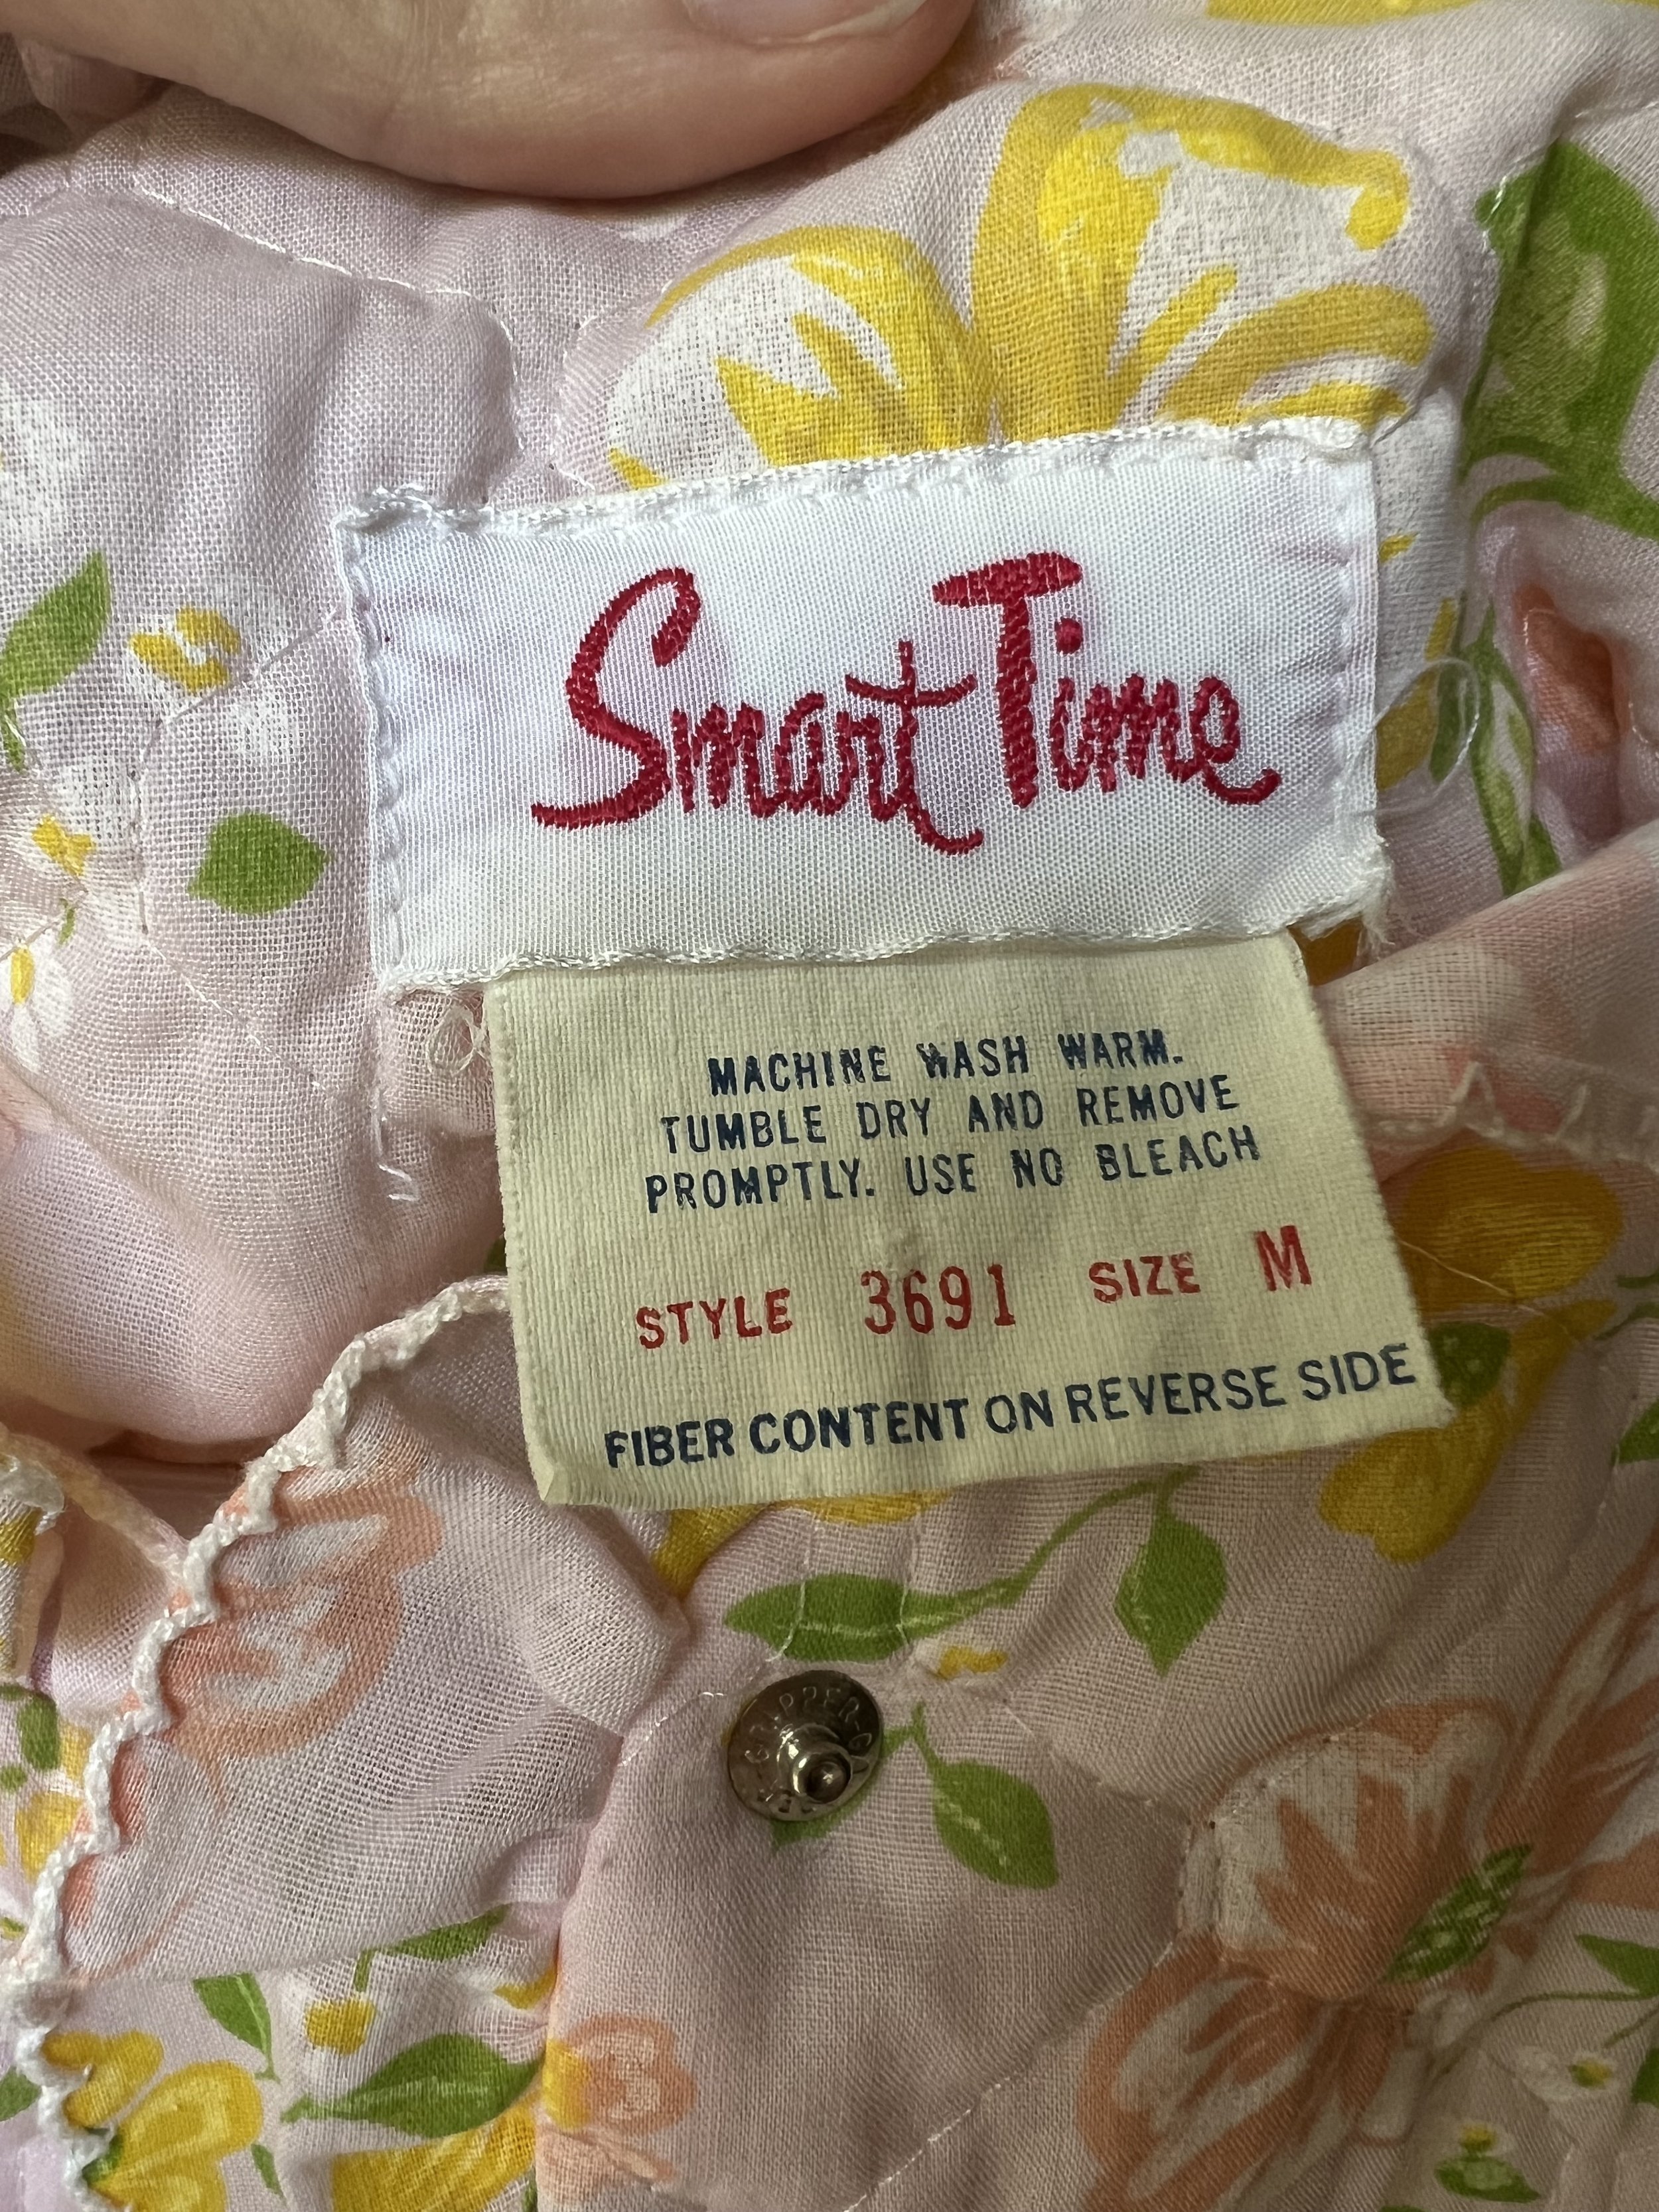 Smart Time
MACHINE WASH WARM.
TUMBLE DRY AND REMOVE
PROMPTLY. USE NO BLEACH
STYLE 3691 SIZE M
FIBER CONTENT ON REVERSE SIDE